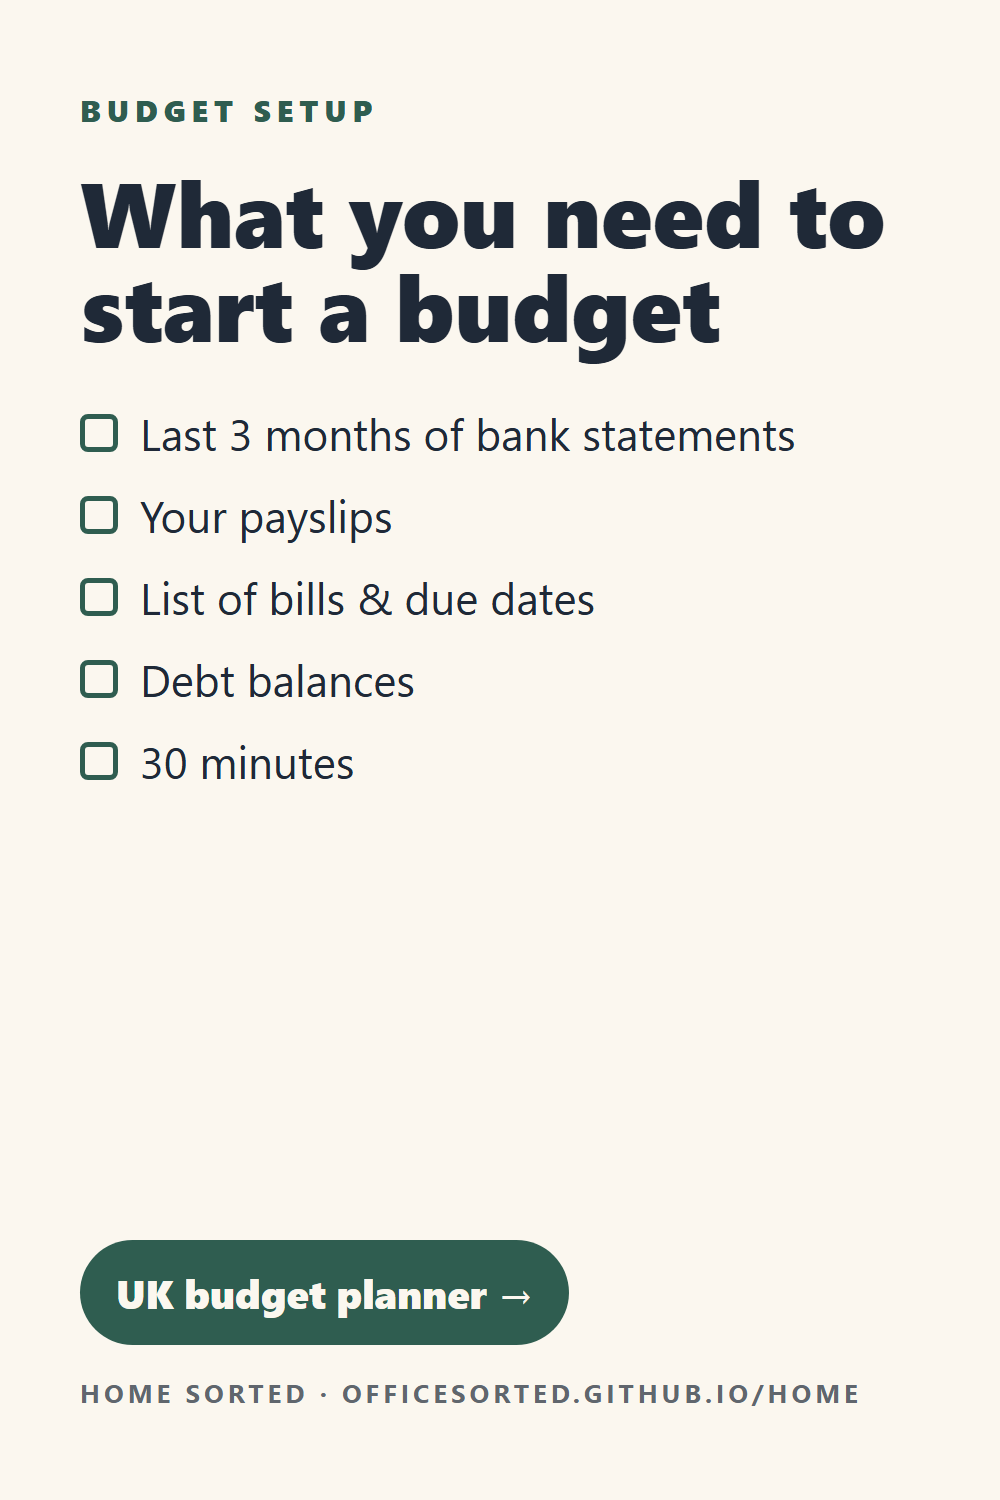 BUDGET SETUP
What you need to
start a budget
Last 3 months of bank statements
Your payslips
List of bills & due dates
Debt balances
30 minutes
UK budget planner →
HOME SORTED · OFFICESORTED.GITHUB.IO/HOME